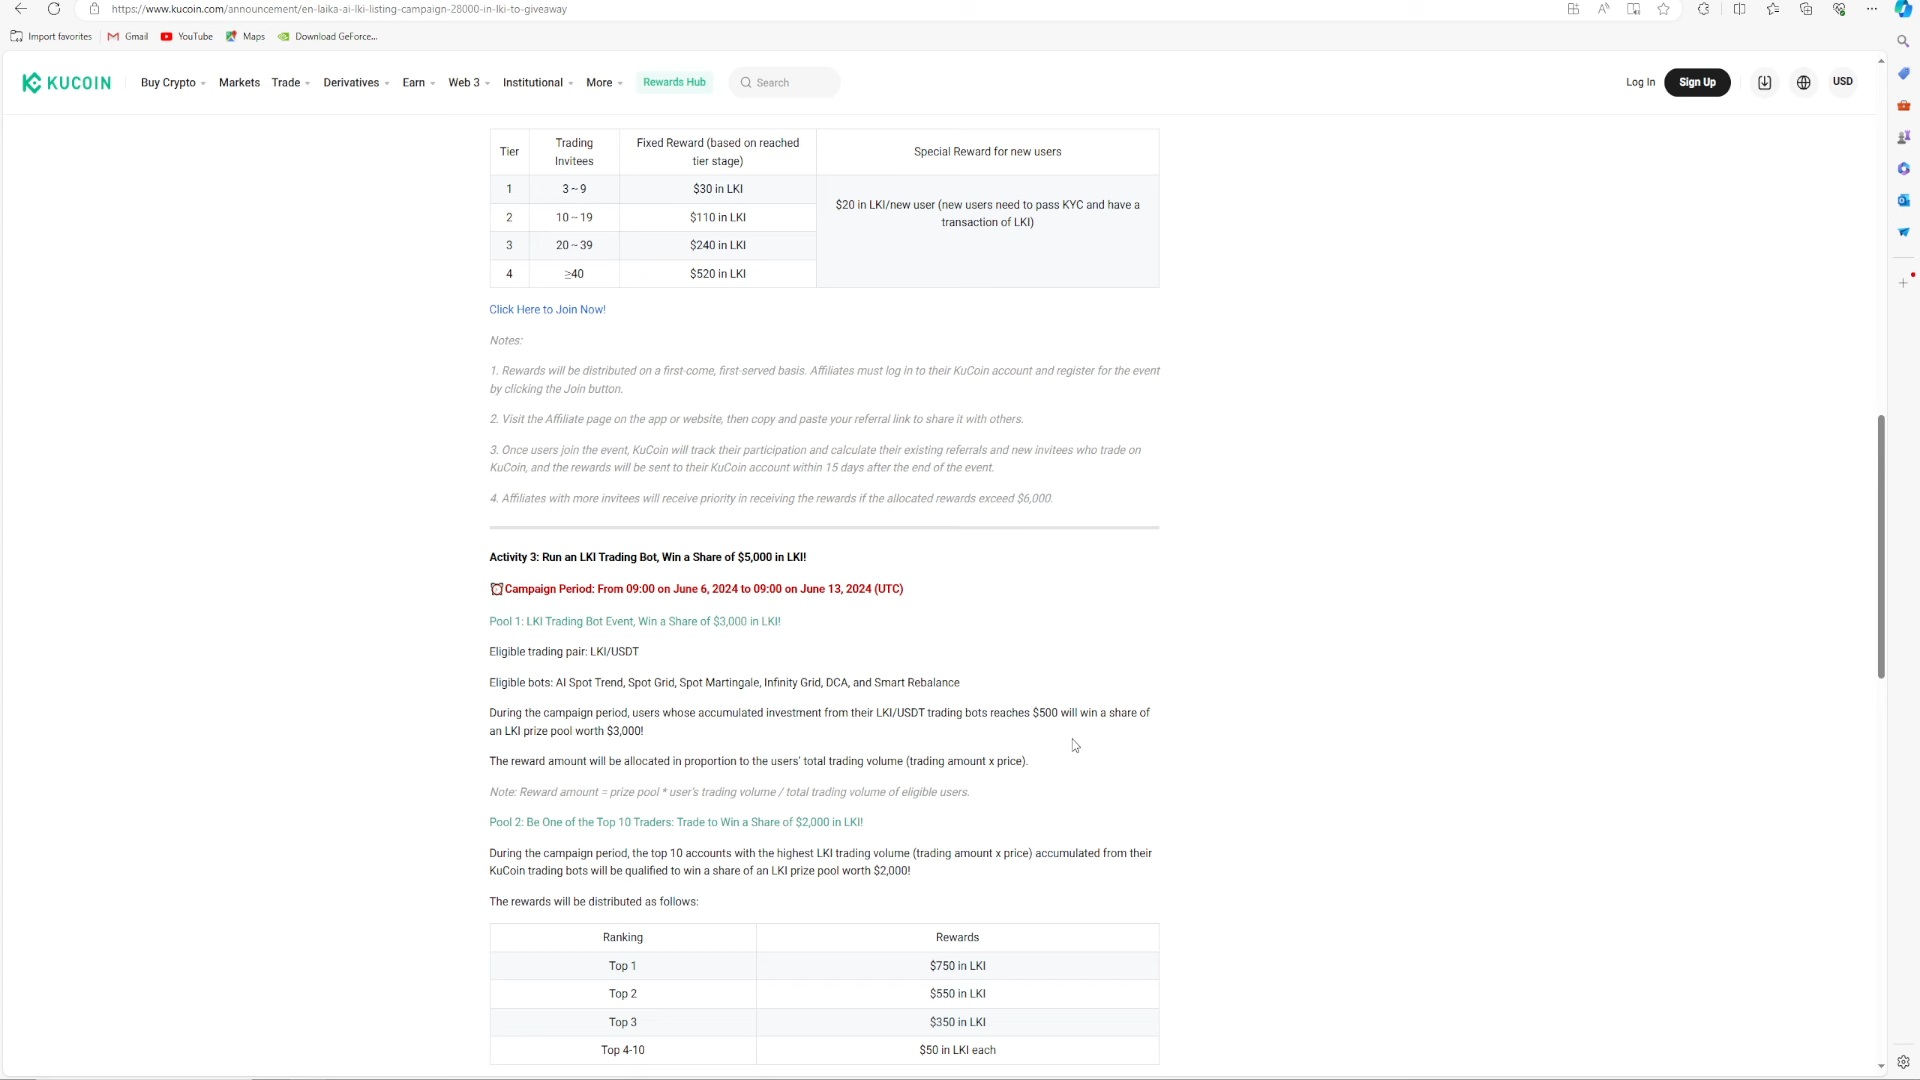 https://www.kucoin.com/announcement/en-laika-ai-lki-listing-campaign-28000-in-lki-to-giveaway
Import favorites Gmail YouTube Maps Download GeForce...
KUCOIN Buy Crypto Markets Trade Derivatives Earn Web 3 Institutional More Rewards Hub Search Log In Sign Up USD
Tier Trading Invitees Fixed Reward (based on reached tier stage) Special Reward for new users
1 3~9 $30 in LKI
2 10~19 $110 in LKI
3 20~39 $240 in LKI
4 ≥40 $520 in LKI
$20 in LKI/new user (new users need to pass KYC and have a
transaction of LKI)
Click Here to Join Now!
Notes:
1. Rewards will be distributed on a first-come, first-served basis. Affiliates must log in to their KuCoin account and register for the event
by clicking the Join button.
2. Visit the Affiliate page on the app or website, then copy and paste your referral link to share it with others.
3. Once users join the event, KuCoin will track their participation and calculate their existing referrals and new invitees who trade on
KuCoin, and the rewards will be sent to their KuCoin account within 15 days after the end of the event.
4. Affiliates with more invitees will receive priority in receiving the rewards if the allocated rewards exceed $6,000.
Activity 3: Run an LKI Trading Bot, Win a Share of $5,000 in LKI!
⏰Campaign Period: From 09:00 on June 6, 2024 to 09:00 on June 13, 2024 (UTC)
Pool 1: LKI Trading Bot Event, Win a Share of $3,000 in LKI!
Eligible trading pair: LKI/USDT
Eligible bots: AI Spot Trend, Spot Grid, Spot Martingale, Infinity Grid, DCA, and Smart Rebalance
During the campaign period, users whose accumulated investment from their LKI/USDT trading bots reaches $500 will win a share of
an LKI prize pool worth $3,000!
The reward amount will be allocated in proportion to the users' total trading volume (trading amount x price).
Note: Reward amount = prize pool * user's trading volume / total trading volume of eligible users.
Pool 2: Be One of the Top 10 Traders: Trade to Win a Share of $2,000 in LKI!
During the campaign period, the top 10 accounts with the highest LKI trading volume (trading amount x price) accumulated from their
KuCoin trading bots will be qualified to win a share of an LKI prize pool worth $2,000!
The rewards will be distributed as follows:
Ranking Rewards
Top 1 $750 in LKI
Top 2 $550 in LKI
Top 3 $350 in LKI
Top 4-10 $50 in LKI each